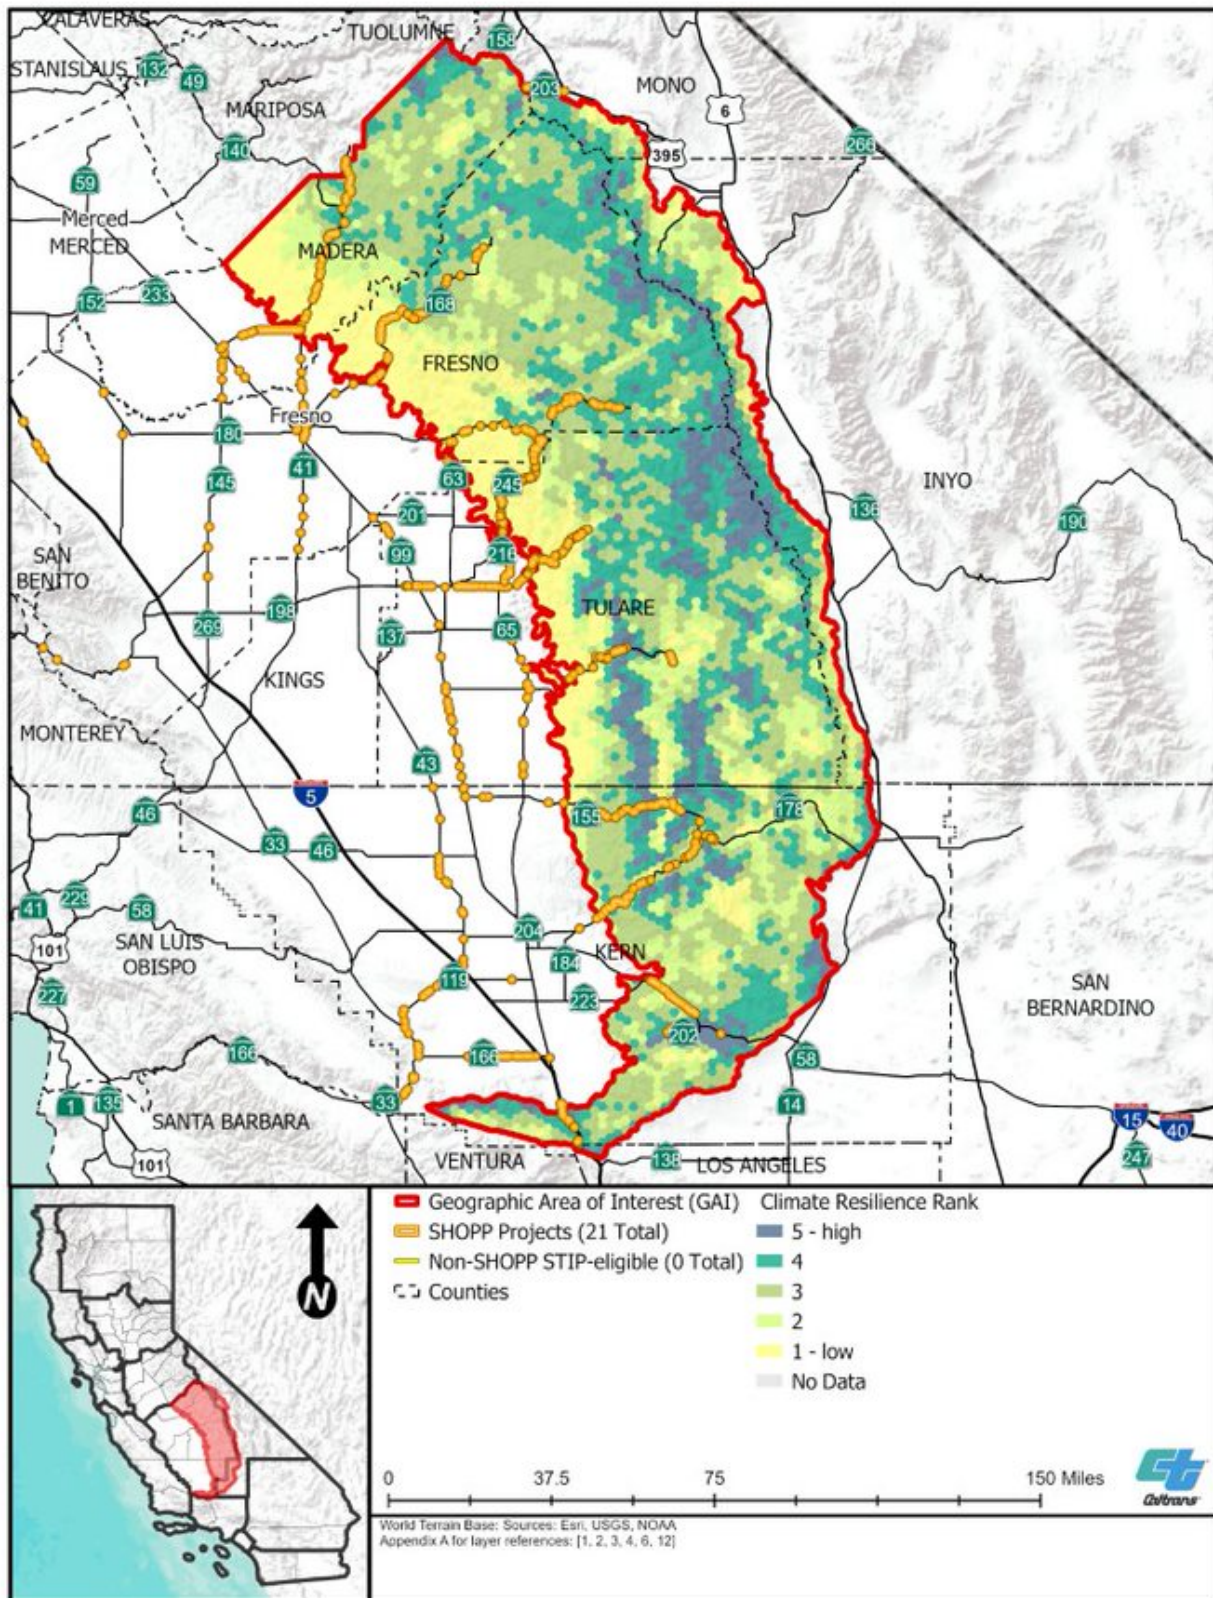 CALAVERAS
TUOLUMNE
158
STANISLAUS
132
49
203
MONO
6
MARIPOSA
140
395
266
59
Merced
MERCED
MADERA
152
233
168
FRESNO
Fresno
180
41
145
63
245
INYO
136
190
201
99
216
SAN
BENITO
198
269
137
65
TULARE
KINGS
MONTEREY
43
5
46
155
178
33
46
41
229
58
101
SAN LUIS
OBISPO
204
KERN
184
119
223
227
SAN
BERNARDINO
202
166
166
58
1
135
33
14
SANTA BARBARA
15
40
101
VENTURA
138
LOS ANGELES
247
N
Geographic Area of Interest (GAI)
SHOPP Projects (21 Total)
Non-SHOPP STIP-eligible (0 Total)
Counties
Climate Resilience Rank
5 - high
4
3
2
1 - low
No Data
0 37.5 75 150 Miles
Caltrans
World Terrain Base: Sources: Esri, USGS, NOAA
Appendix A for layer references: [1, 2, 3, 4, 6, 12]